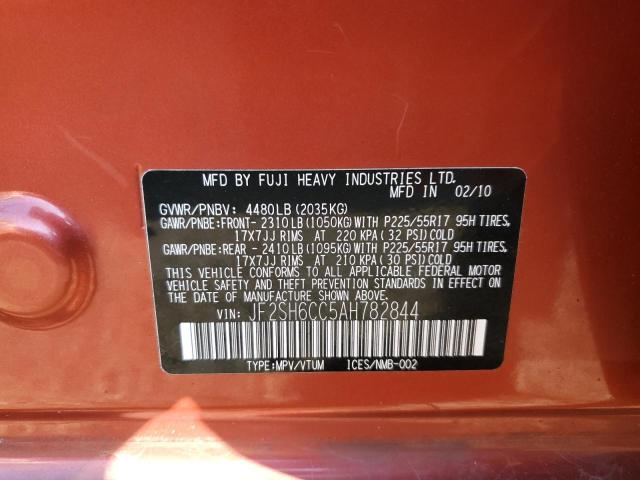 MFD BY FUJI HEAVY INDUSTRIES LTD.
MFD IN 02/10
GVWR/PNBV: 4480LB(2035KG)
GAWR/PNBE:FRONT- 2310LB(1050KG)WITH P225/55R17 95H TIRES,
17X7JJ RIMS AT 220 KPA(32 PSI)COLD
GAWR/PNBE:REAR - 2410LB(1095KG)WITH P225/55R17 95H TIRES,
17X7JJ RIMS AT 210 KPA(30 PSI)COLD
THIS VEHICLE CONFORMS TO ALL APPLICABLE FEDERAL MOTOR
VEHICLE SAFETY AND THEFT PREVENTION STANDARDS IN EFFECT ON
THE DATE OF MANUFACTURE SHOWN ABOVE.
VIN: JF2SH6CC5AH782844
TYPE:MPV/VTUM ICES/NMB-002